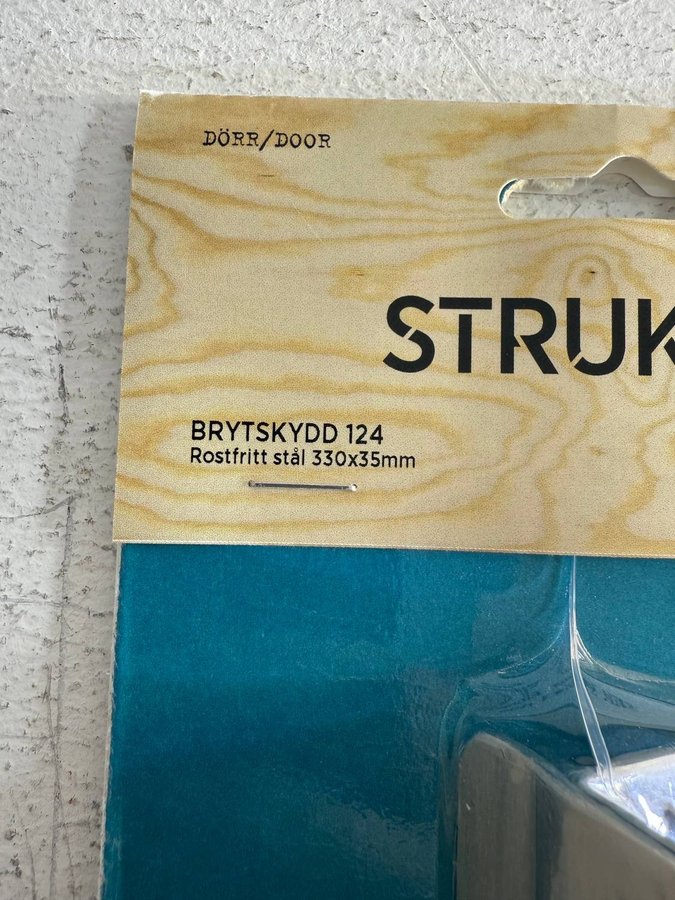 DÖRR/DOOR
STRUK
BRYTSKYDD 124
Rostfritt stål 330x35mm